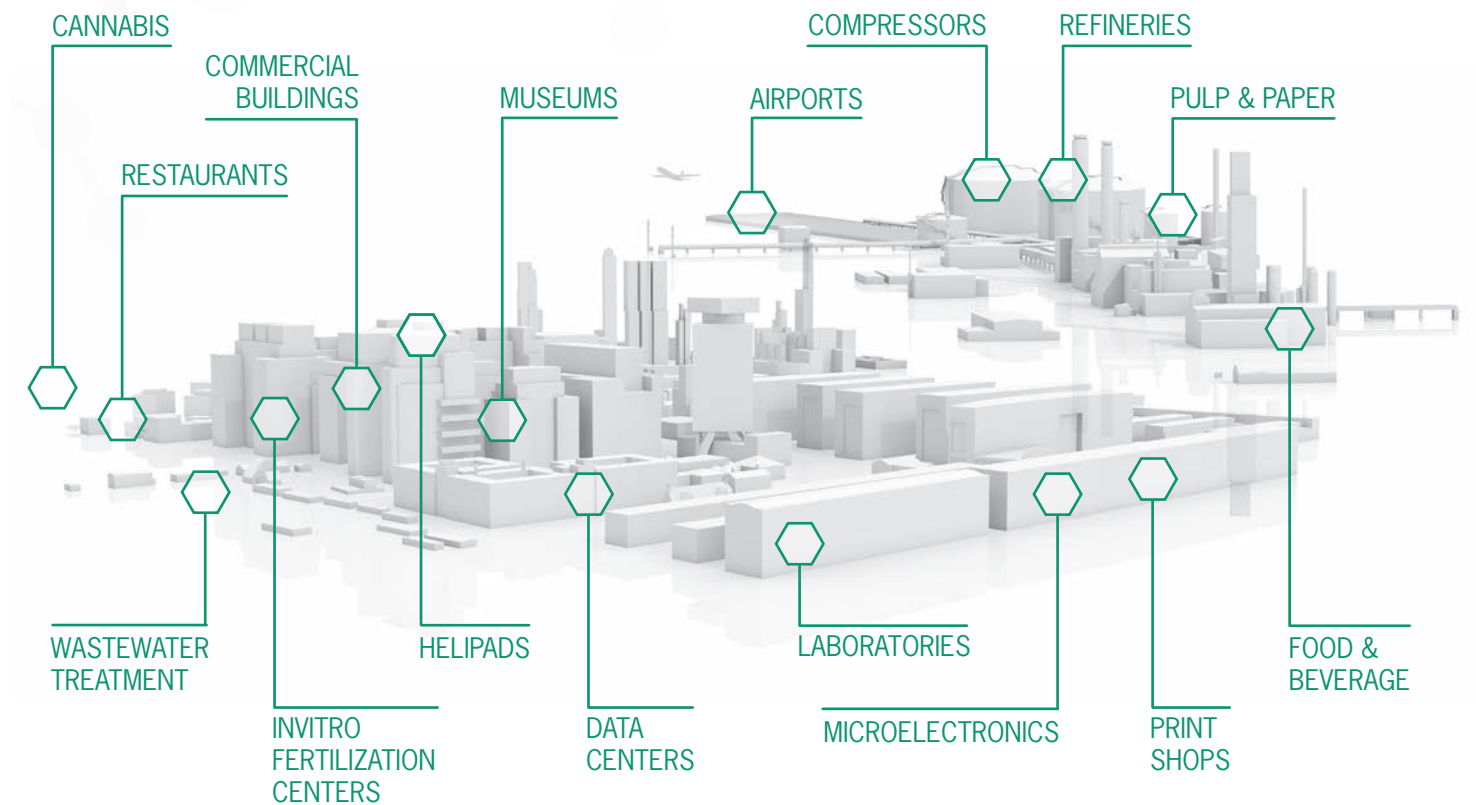 CANNABIS
COMPRESSORS
REFINERIES
COMMERCIAL
BUILDINGS
MUSEUMS
AIRPORTS
PULP & PAPER
RESTAURANTS
WASTEWATER
TREATMENT
HELIPADS
LABORATORIES
FOOD &
BEVERAGE
INVITRO
FERTILIZATION
CENTERS
DATA
CENTERS
MICROELECTRONICS
PRINT
SHOPS